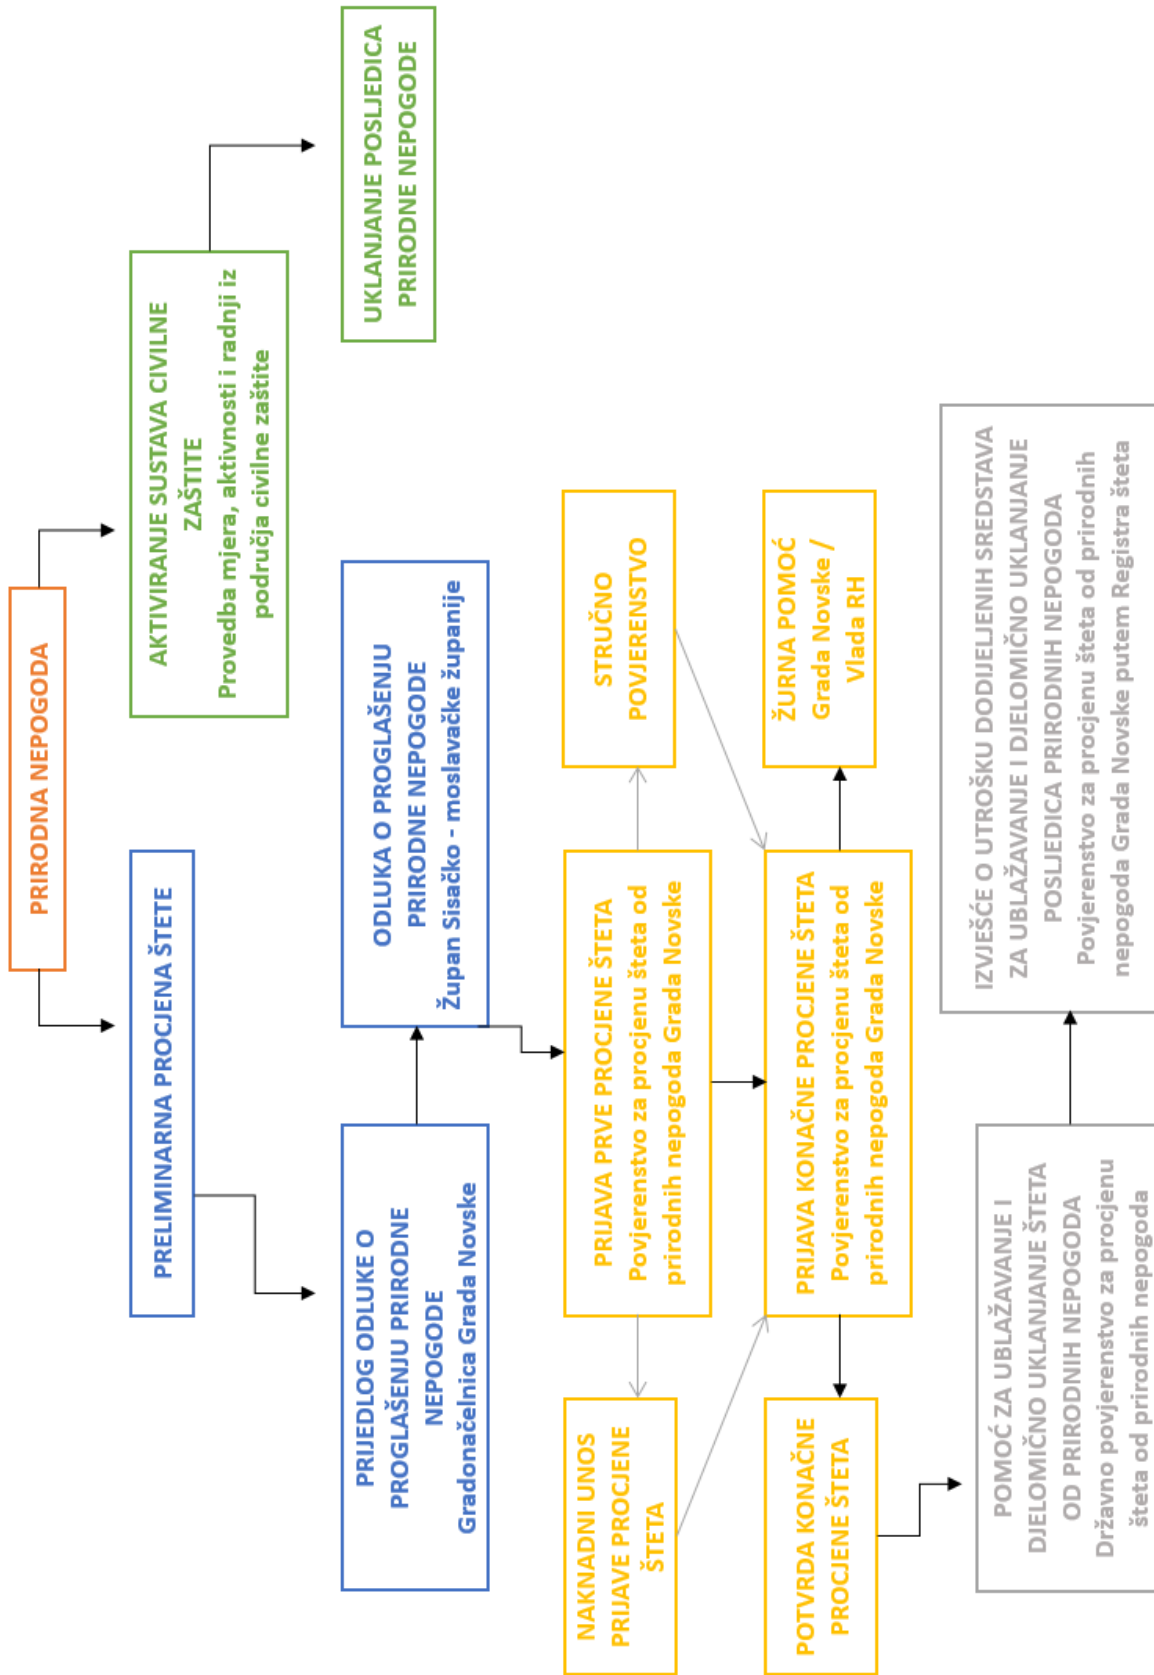 PRIRODNA NEPOGODA
PRELIMINARNA PROCJENA ŠTETE
AKTIVIRANJE SUSTAVA CIVILNE
ZAŠTITE
Provedba mjera, aktivnosti i radnji iz
područja civilne zaštite
PRIJEDLOG ODLUKE O
PROGLAŠENJU PRIRODNE
NEPOGODE
Gradonačelnica Grada Novske
ODLUKA O PROGLAŠENJU
PRIRODNE NEPOGODE
Župan Sisačko - moslavačke županije
UKLANJANJE POSLJEDICA
PRIRODNE NEPOGODE
NAKNADNI UNOS
PRIJAVE PROCJENE
ŠTETA
PRIJAVA PRVE PROCJENE ŠTETA
Povjerenstvo za procjenu šteta od
prirodnih nepogoda Grada Novske
STRUČNO
POVJERENSTVO
POTVRDA KONAČNE
PROCJENE ŠTETA
PRIJAVA KONAČNE PROCJENE ŠTETA
Povjerenstvo za procjenu šteta od
prirodnih nepogoda Grada Novske
ŽURNA POMOĆ
Grada Novske /
Vlada RH
POMOĆ ZA UBLAŽAVANJE I
DJELOMIČNO UKLANJANJE ŠTETA
OD PRIRODNIH NEPOGODA
Državno povjerenstvo za procjenu
šteta od prirodnih nepogoda
IZVJEŠĆE O UTROŠKU DODIJELJENIH SREDSTAVA
ZA UBLAŽAVANJE I DJELOMIČNO UKLANJANJE
POSLJEDICA PRIRODNIH NEPOGODA
Povjerenstvo za procjenu šteta od prirodnih
nepogoda Grada Novske putem Registra šteta